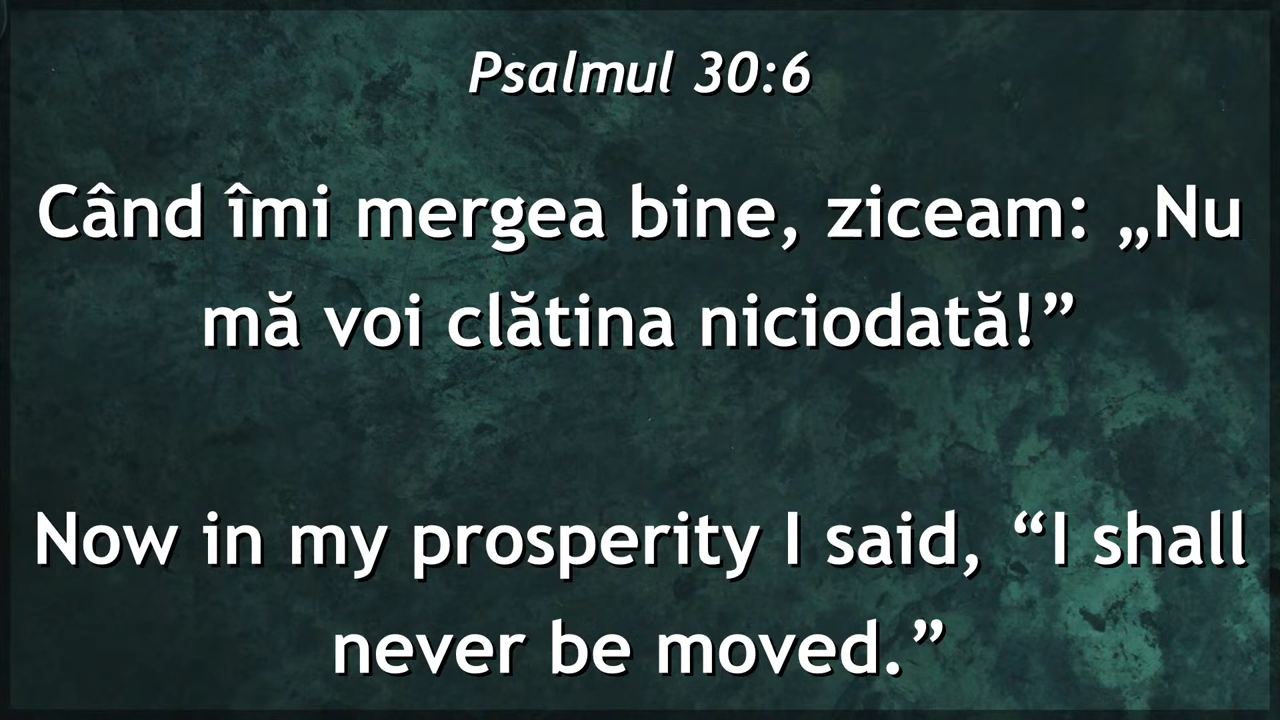 Psalmul 30:6
Când îmi mergea bine, ziceam: „Nu
mă voi clătina niciodată!”
Now in my prosperity I said, “I shall
never be moved.”